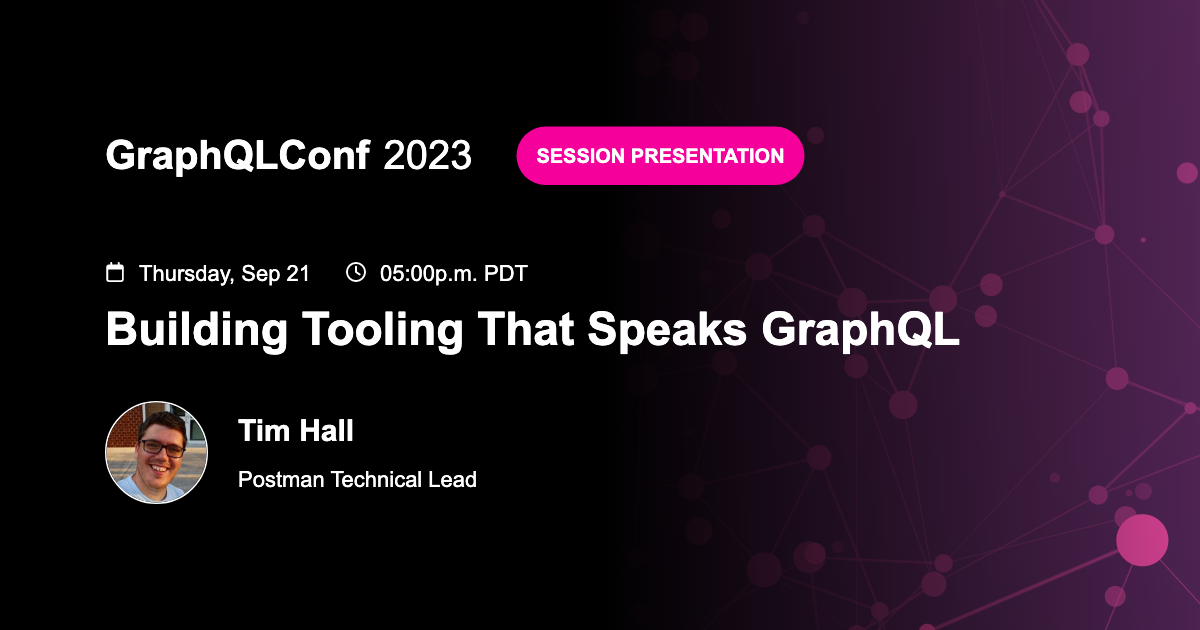 GraphQLConf 2023
SESSION PRESENTATION
Thursday, Sep 21 05:00p.m. PDT
Building Tooling That Speaks GraphQL
Tim Hall
Postman Technical Lead